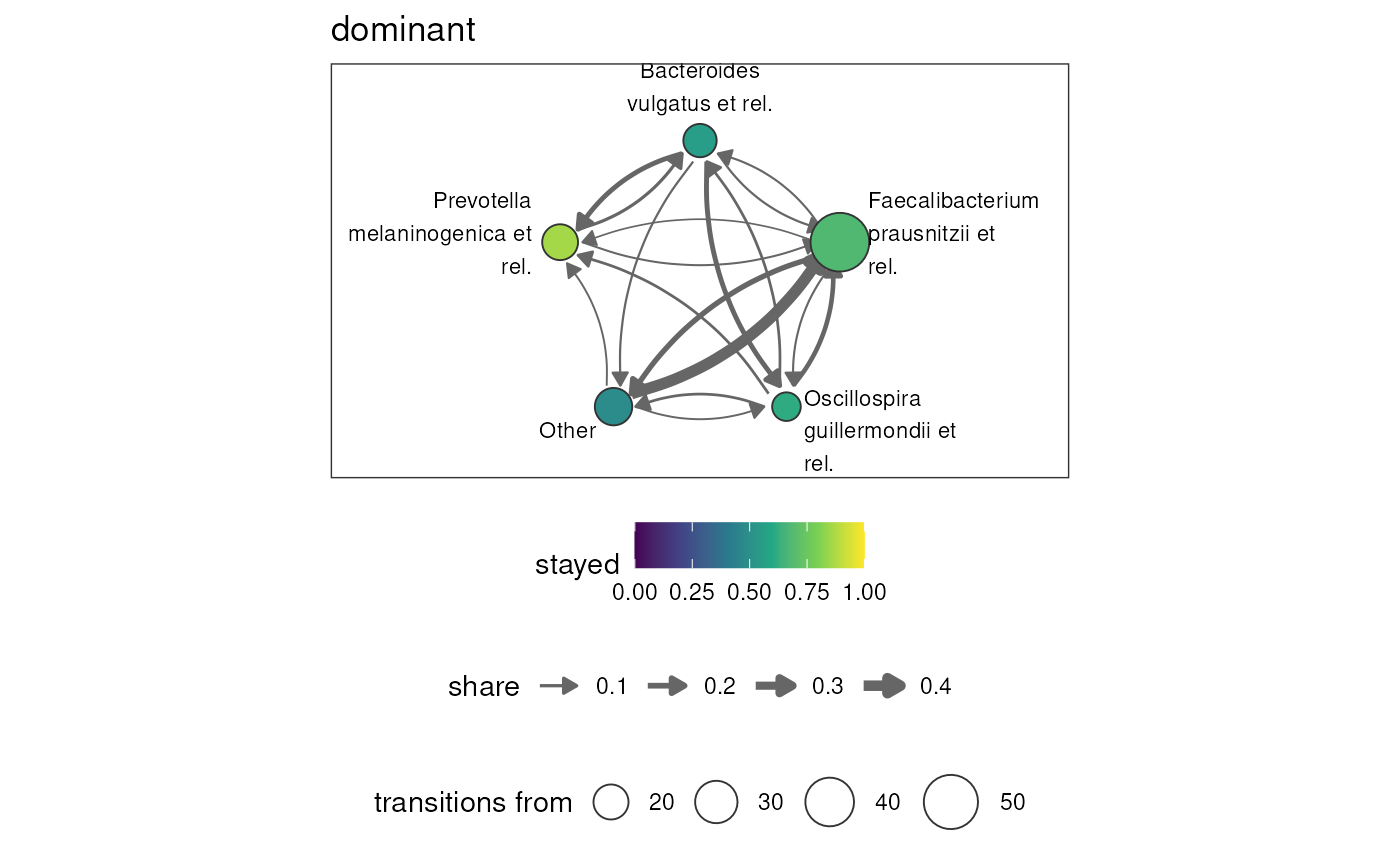 dominant
Bacteroides
vulgatus et rel.
Prevotella
melaninogenica et
rel.
Faecalibacterium
prausnitzii et
rel.
Other
Oscillospira
guillermondii et
rel.
stayed
0.00 0.25 0.50 0.75 1.00
share 0.1 0.2 0.3 0.4
transitions from 20 30 40 50